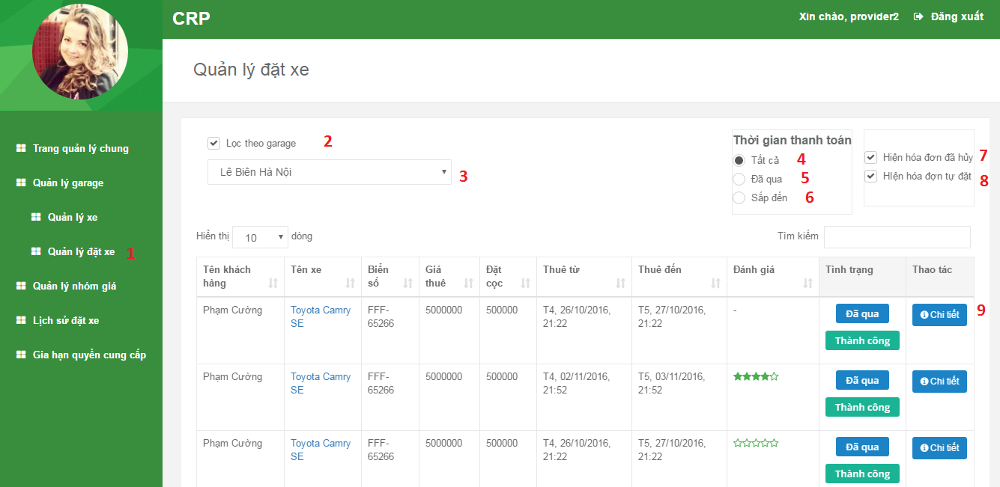 CRP
Xin chào, provider2
Đăng xuất
Quản lý đặt xe
Trang quản lý chung
Quản lý garage
Quản lý xe
Quản lý đặt xe 1
Quản lý nhóm giá
Lịch sử đặt xe
Gia hạn quyền cung cấp
Lọc theo garage 2
Lê Biên Hà Nội 3
Thời gian thanh toán
Tất cả 4
Đã qua 5
Sắp đến 6
Hiện hóa đơn đã hủy 7
HIện hóa đợn tự đặt 8
Hiển thị 10 dòng
Tìm kiếm
Tên khách
hàng
Tên xe
Biển
số
Giá
thuê
Đặt
cọc
Thuê từ
Thuê đến
Đánh giá
Tình trạng
Thao tác
Phạm Cường
Toyota Camry
SE
FFF-
65266
5000000
500000
T4, 26/10/2016,
21:22
T5, 27/10/2016,
21:22
-
Đã qua
Thành công
Chi tiết 9
Phạm Cường
Toyota Camry
SE
FFF-
65266
5000000
500000
T4, 02/11/2016,
21:52
T5, 03/11/2016,
21:52
Đã qua
Thành công
Chi tiết
Phạm Cường
Toyota Camry
SE
FFF-
65266
5000000
500000
T4, 26/10/2016,
21:22
T5, 27/10/2016,
21:22
Đã qua
Thành công
Chi tiết